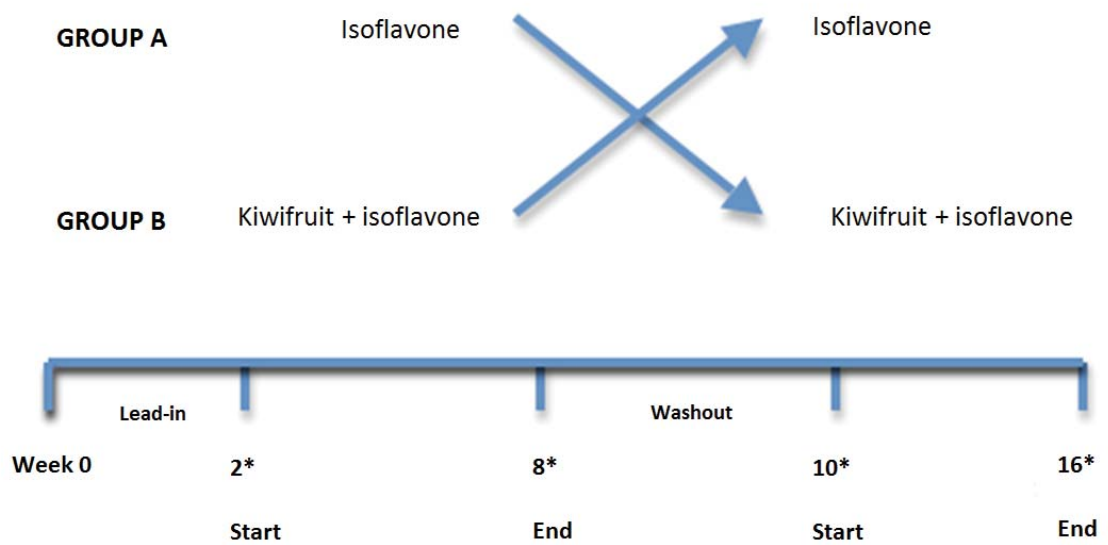 GROUP A Isoflavone Isoflavone
GROUP B Kiwifruit + isoflavone Kiwifruit + isoflavone
Lead-in Washout
Week 0 2* 8* 10* 16*
Start End Start End